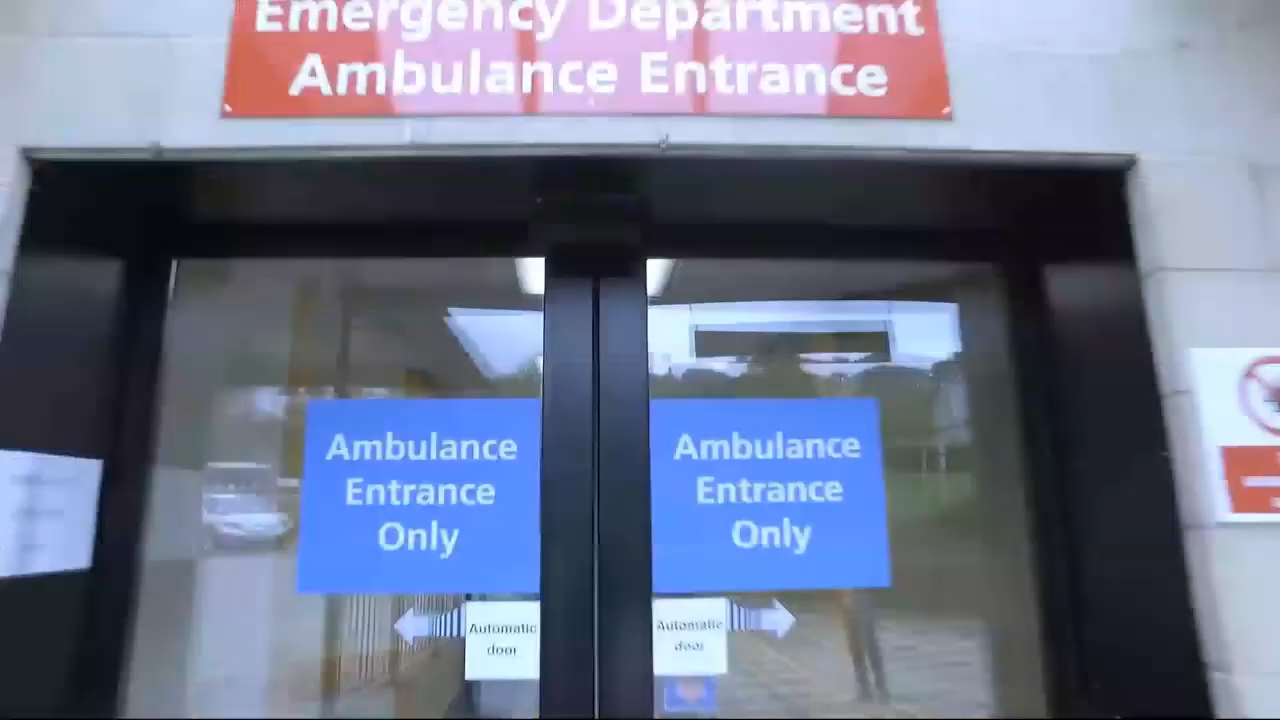 Emergency Department
Ambulance Entrance
Ambulance
Entrance
Only
Ambulance
Entrance
Only
Automatic
door
Automatic
door